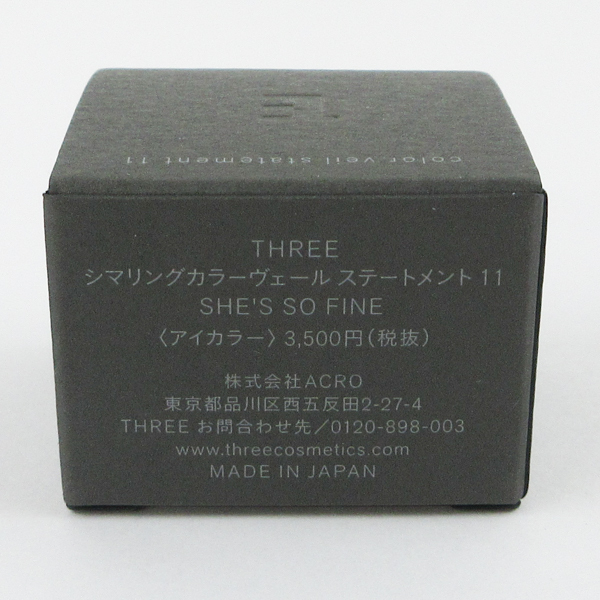 color veil statement 11
THREE
シマリングカラーヴェール ステートメント 11
SHE'S SO FINE
〈アイカラー〉3,500円(税抜)
株式会社ACRO
東京都品川区西五反田2-27-4
THREE お問合わせ先/0120-898-003
www.threecosmetics.com
MADE IN JAPAN